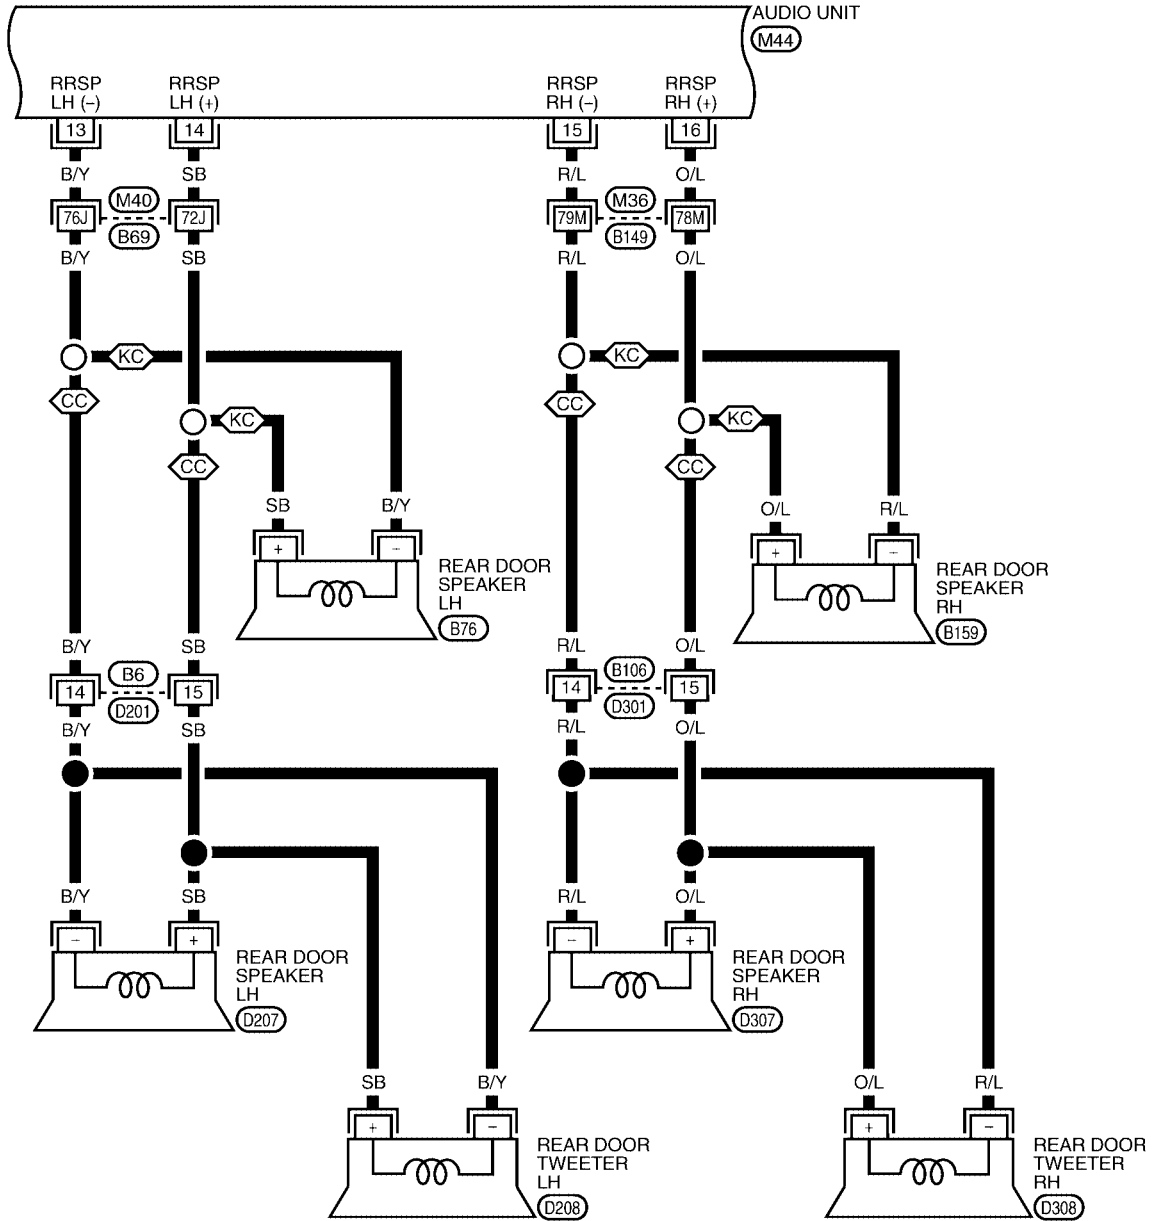 AUDIO UNIT
M44
RRSP
LH (–)
RRSP
LH (+)
RRSP
RH (–)
RRSP
RH (+)
13
14
15
16
B/Y
SB
R/L
O/L
76J
M40
B69
72J
79M
M36
B149
78M
B/Y
SB
R/L
O/L
KC
KC
CC
CC
KC
KC
CC
CC
SB
B/Y
O/L
R/L
+
–
+
–
REAR DOOR
SPEAKER
LH
B76
REAR DOOR
SPEAKER
RH
B159
B/Y
SB
R/L
O/L
14
B6
D201
15
14
B106
D301
15
B/Y
SB
R/L
O/L
B/Y
SB
R/L
O/L
–
+
–
+
REAR DOOR
SPEAKER
LH
D207
REAR DOOR
SPEAKER
RH
D307
SB
B/Y
O/L
R/L
+
–
+
–
REAR DOOR
TWEETER
LH
D208
REAR DOOR
TWEETER
RH
D308